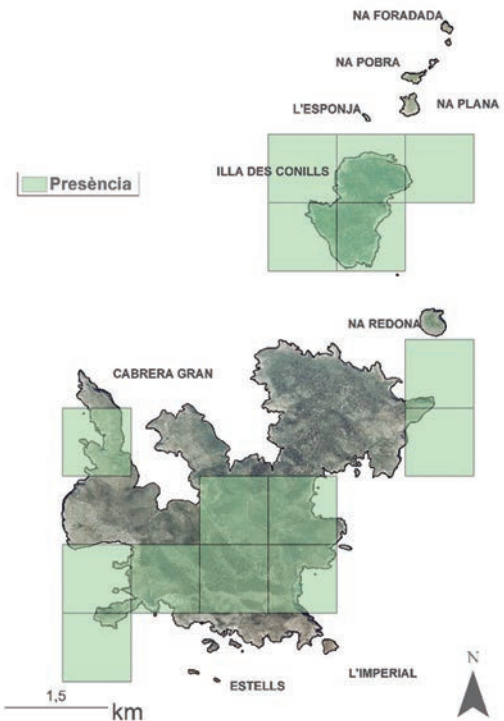 NA FORADADA
NA POBRA
NA PLANA
L'ESPONJA
ILLA DES CONILLS
Presència
NA REDONA
CABRERA GRAN
L'IMPERIAL
ESTELLS
N
1,5
km